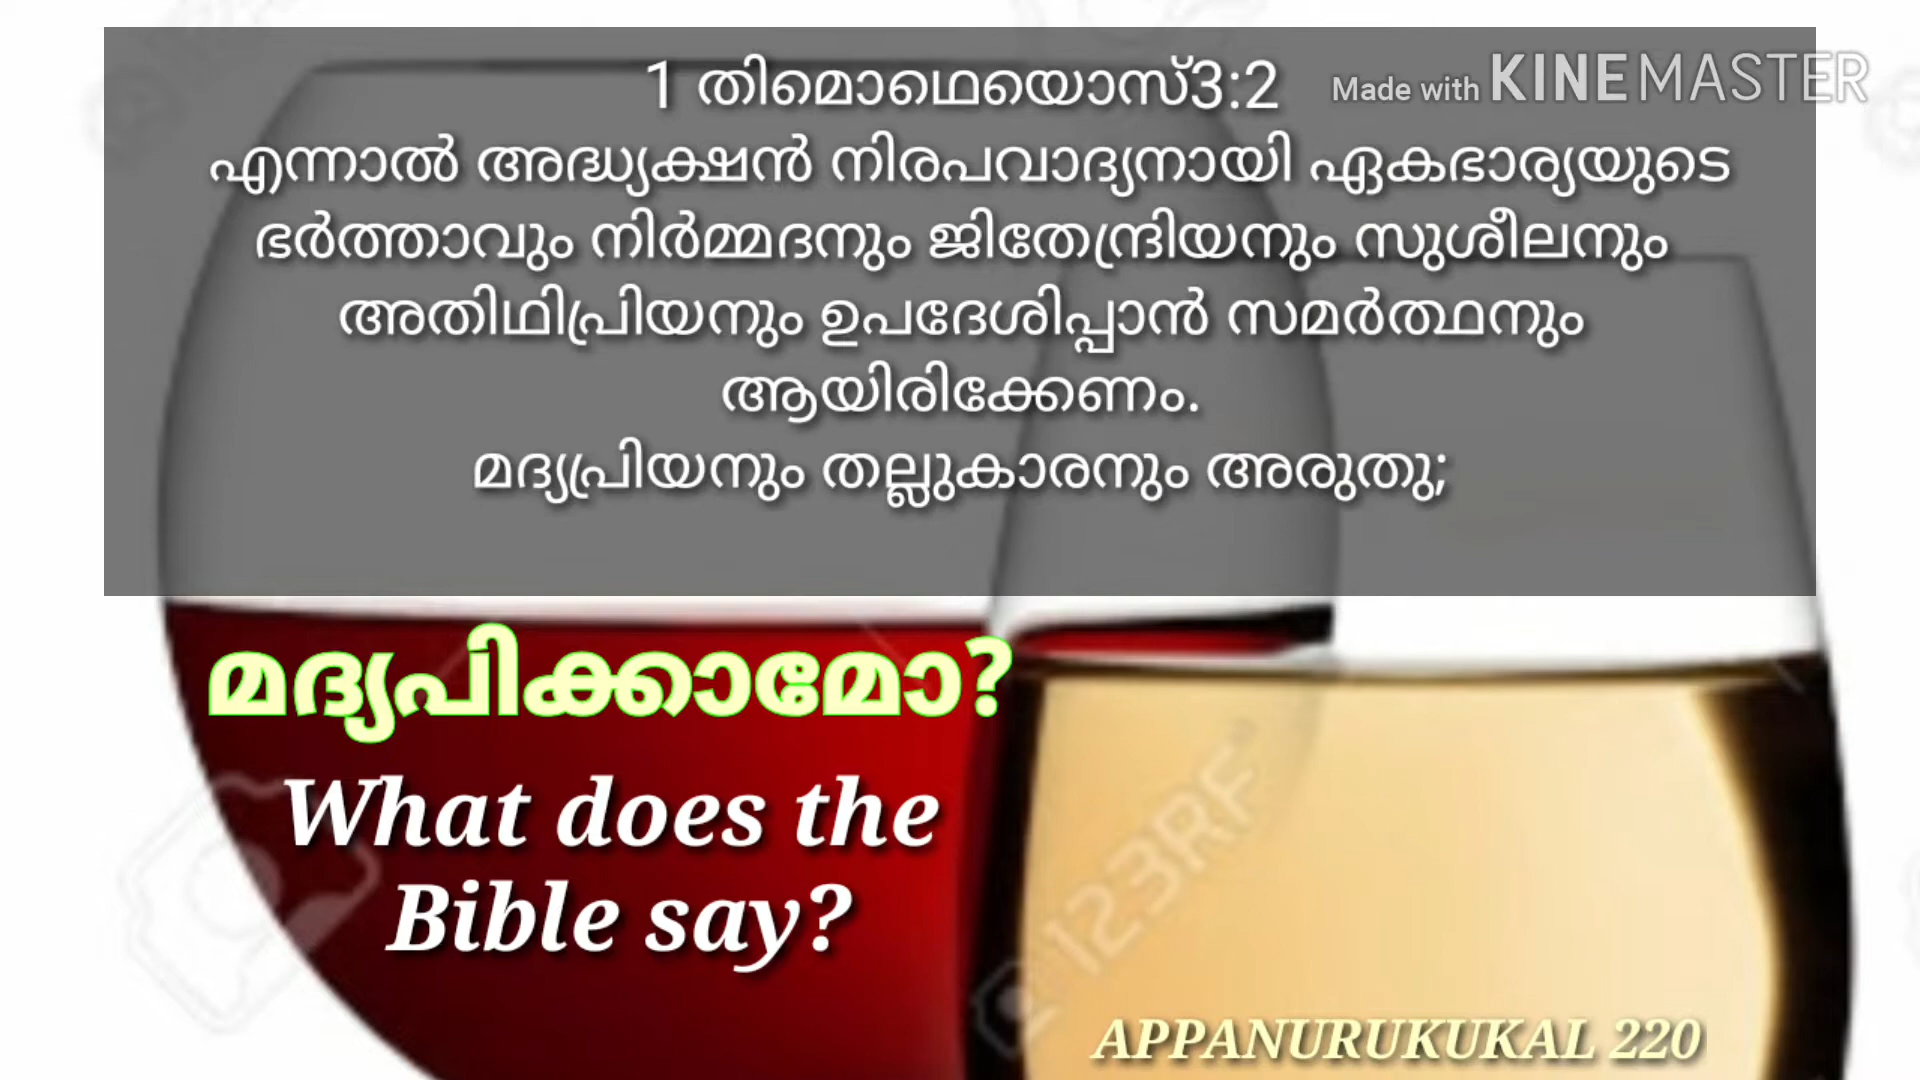 1 തിമൊഥെയൊസ്3:2
Made with KINEMASTER
എന്നാൽ അദ്ധ്യക്ഷൻ നിരപവാദ്യനായി ഏകഭാര്യയുടെ
ഭർത്താവും നിർമ്മദനും ജിതേന്ദ്രിയനും സുശീലനും
അതിഥിപ്രിയനും ഉപദേശിപ്പാൻ സമർത്ഥനും
ആയിരിക്കേണം.
മദ്യപ്രിയനും തല്ലുകാരനും അരുതു;
മദ്യപിക്കാമോ?
What does the
Bible say?
123RF
APPANURUKUKAL 220